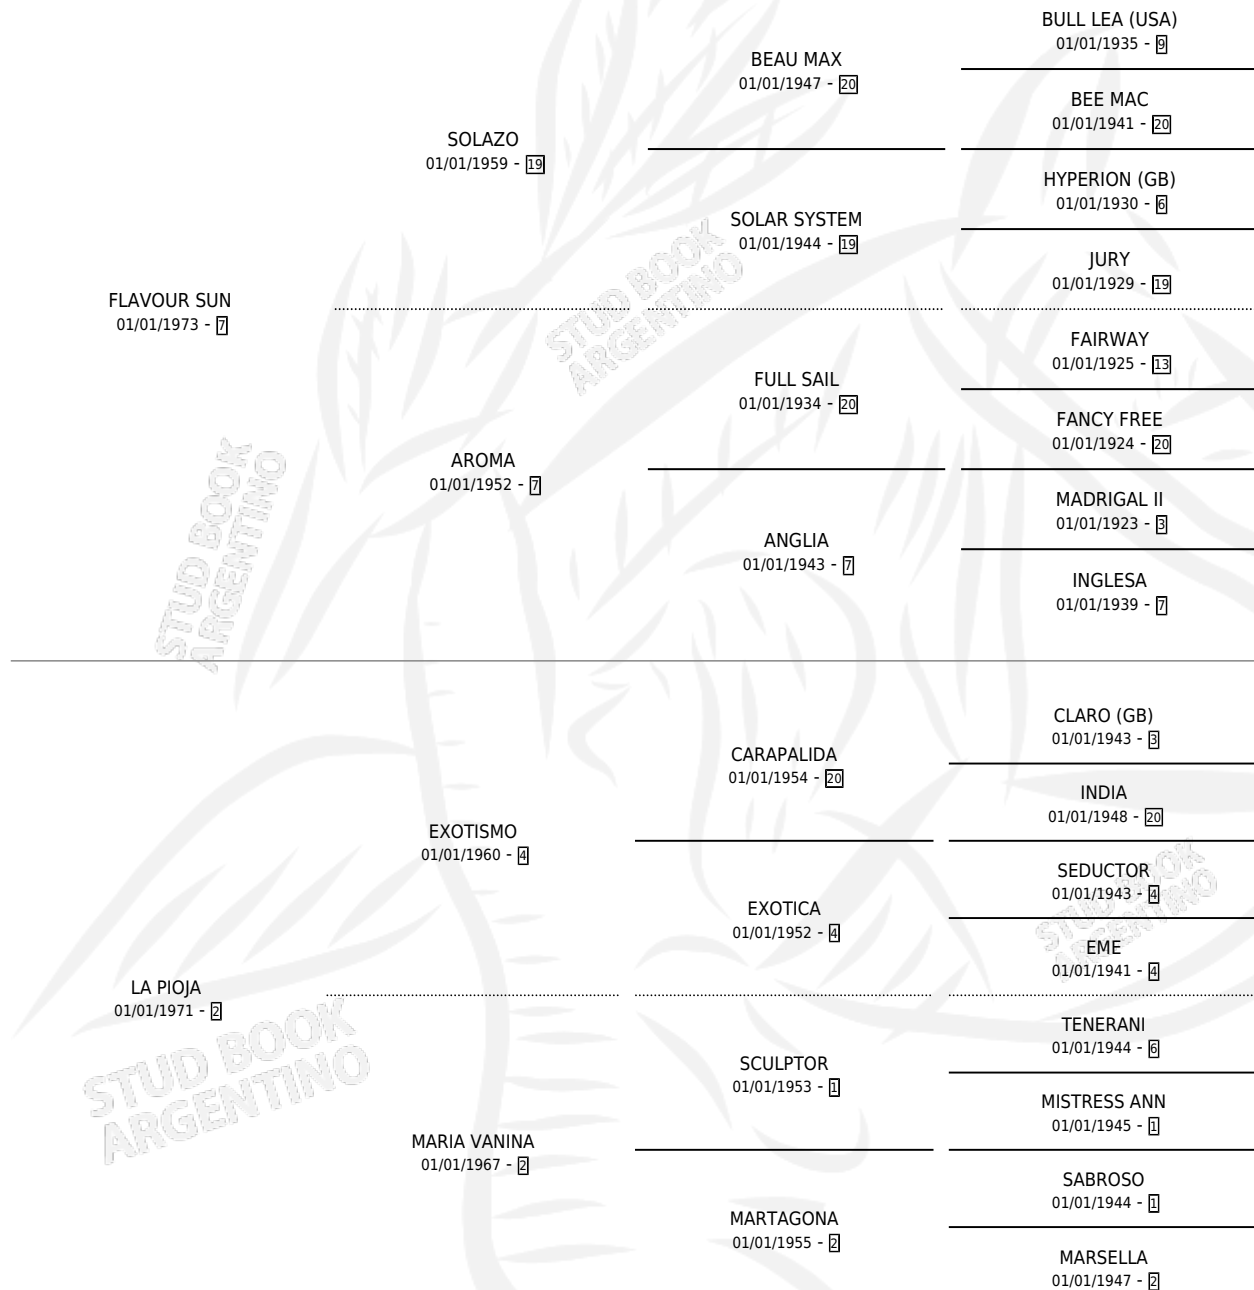 BULL LEA (USA)
01/01/1935 - 9
BEAU MAX
01/01/1947 - 20
BEE MAC
01/01/1941 - 20
SOLAZO
01/01/1959 - 19
HYPERION (GB)
01/01/1930 - 6
SOLAR SYSTEM
01/01/1944 - 19
JURY
01/01/1929 - 19
FLAVOUR SUN
01/01/1973 - 7
FAIRWAY
01/01/1925 - 13
FULL SAIL
01/01/1934 - 20
FANCY FREE
01/01/1924 - 20
AROMA
01/01/1952 - 7
MADRIGAL II
01/01/1923 - 3
ANGLIA
01/01/1943 - 7
INGLESA
01/01/1939 - 7
CLARO (GB)
01/01/1943 - 3
CARAPALIDA
01/01/1954 - 20
INDIA
01/01/1948 - 20
EXOTISMO
01/01/1960 - 4
SEDUCTOR
01/01/1943 - 4
EXOTICA
01/01/1952 - 4
EME
01/01/1941 - 4
LA PIOJA
01/01/1971 - 2
TENERANI
01/01/1944 - 6
SCULPTOR
01/01/1953 - 1
MISTRESS ANN
01/01/1945 - 1
MARIA VANINA
01/01/1967 - 2
SABROSO
01/01/1944 - 1
MARTAGONA
01/01/1955 - 2
MARSELLA
01/01/1947 - 2
STUD BOOK
ARGENTINO
STUD BOOK
ARGENTINO
STUD BOOK
ARGENTINO
STUD BOOK
ARGENTINO